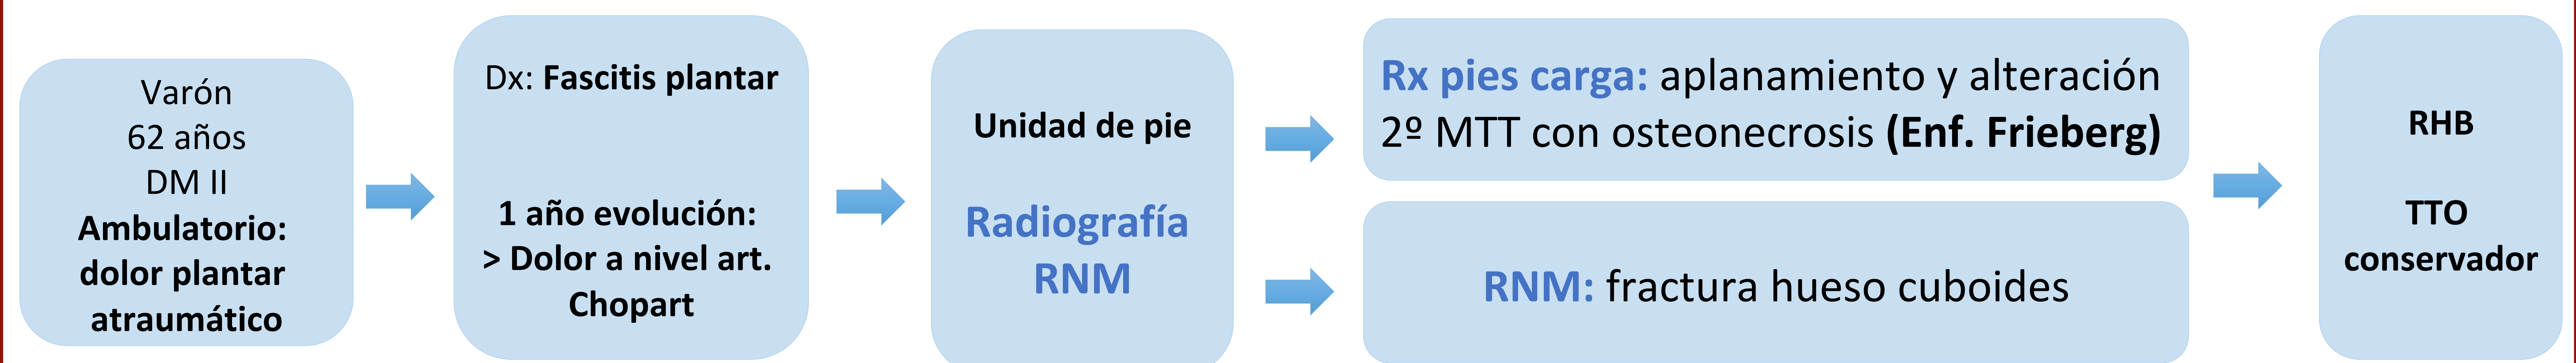 Varón
62 años
DM II
Ambulatorio:
dolor plantar
atraumático
Dx: Fascitis plantar
1 año evolución:
> Dolor a nivel art.
Chopart
Unidad de pie
Radiografía
RNM
Rx pies carga: aplanamiento y alteración
2º MTT con osteonecrosis (Enf. Frieberg)
RNM: fractura hueso cuboides
RHB
TTO
conservador